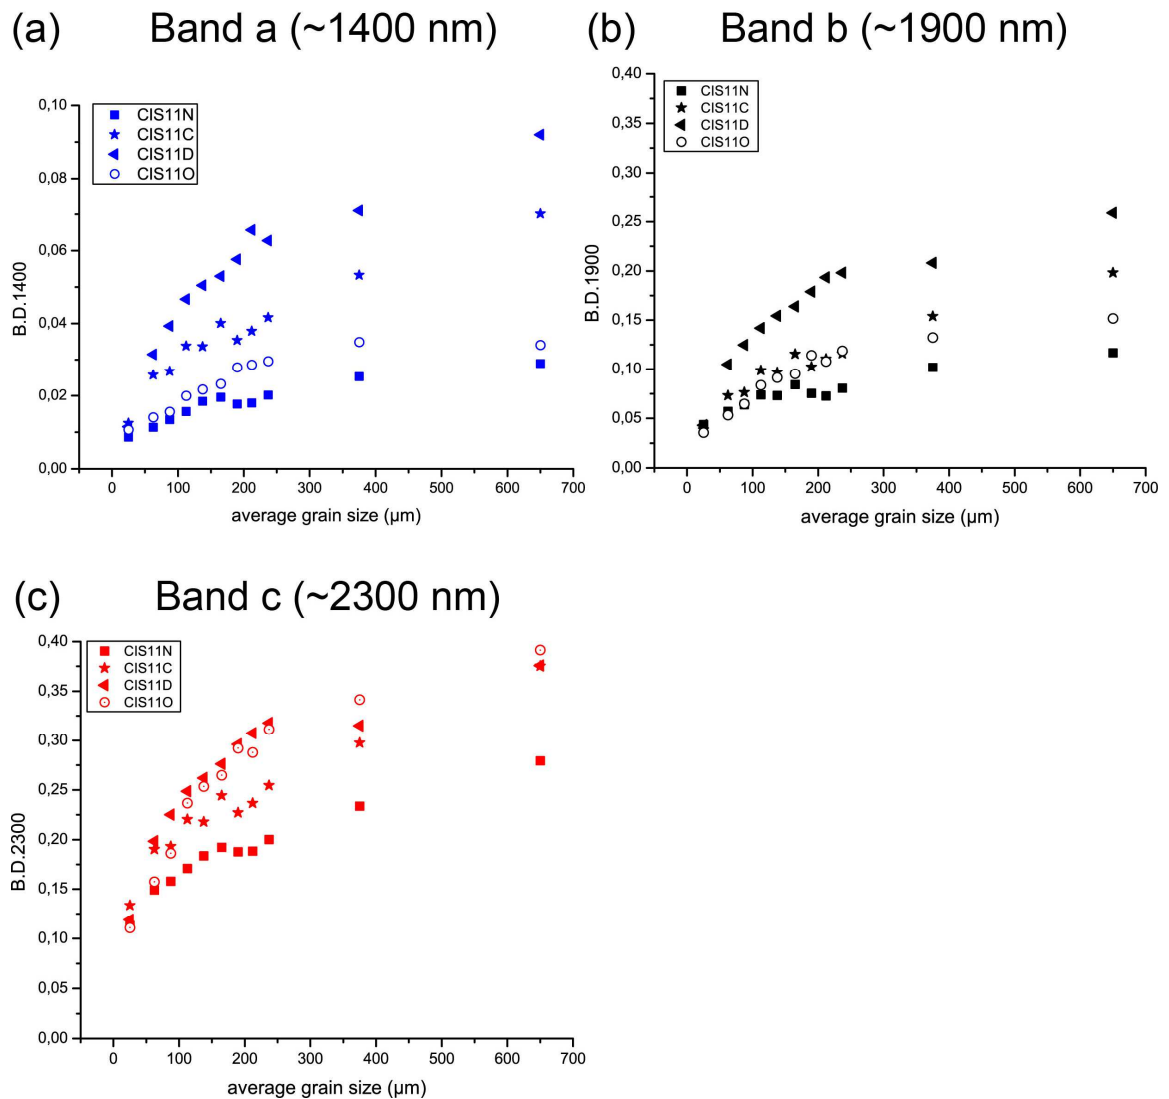 (a) Band a (~1400 nm)
0,10
0,08
0,06
0,04
0,02
0,00
B.D.1400
CIS11N
CIS11C
CIS11D
CIS11O
0 100 200 300 400 500 600 700
average grain size (µm)
(b) Band b (~1900 nm)
0,40
0,35
0,30
0,25
0,20
0,15
0,10
0,05
0,00
B.D.1900
CIS11N
CIS11C
CIS11D
CIS11O
0 100 200 300 400 500 600 700
average grain size (µm)
(c) Band c (~2300 nm)
0,40
0,35
0,30
0,25
0,20
0,15
0,10
0,05
0,00
B.D.2300
CIS11N
CIS11C
CIS11D
CIS11O
0 100 200 300 400 500 600 700
average grain size (µm)